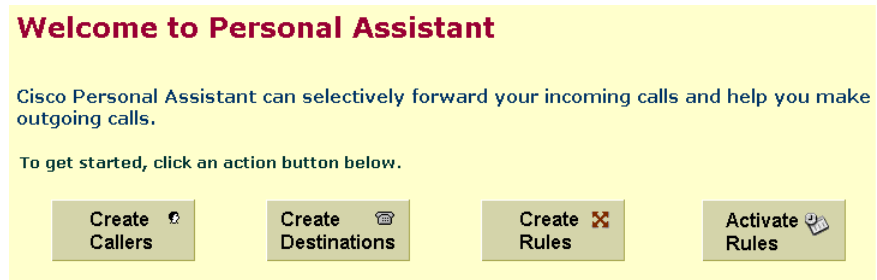 Welcome to Personal Assistant
Cisco Personal Assistant can selectively forward your incoming calls and help you make
outgoing calls.
To get started, click an action button below.
Create Callers
Create Destinations
Create Rules
Activate Rules